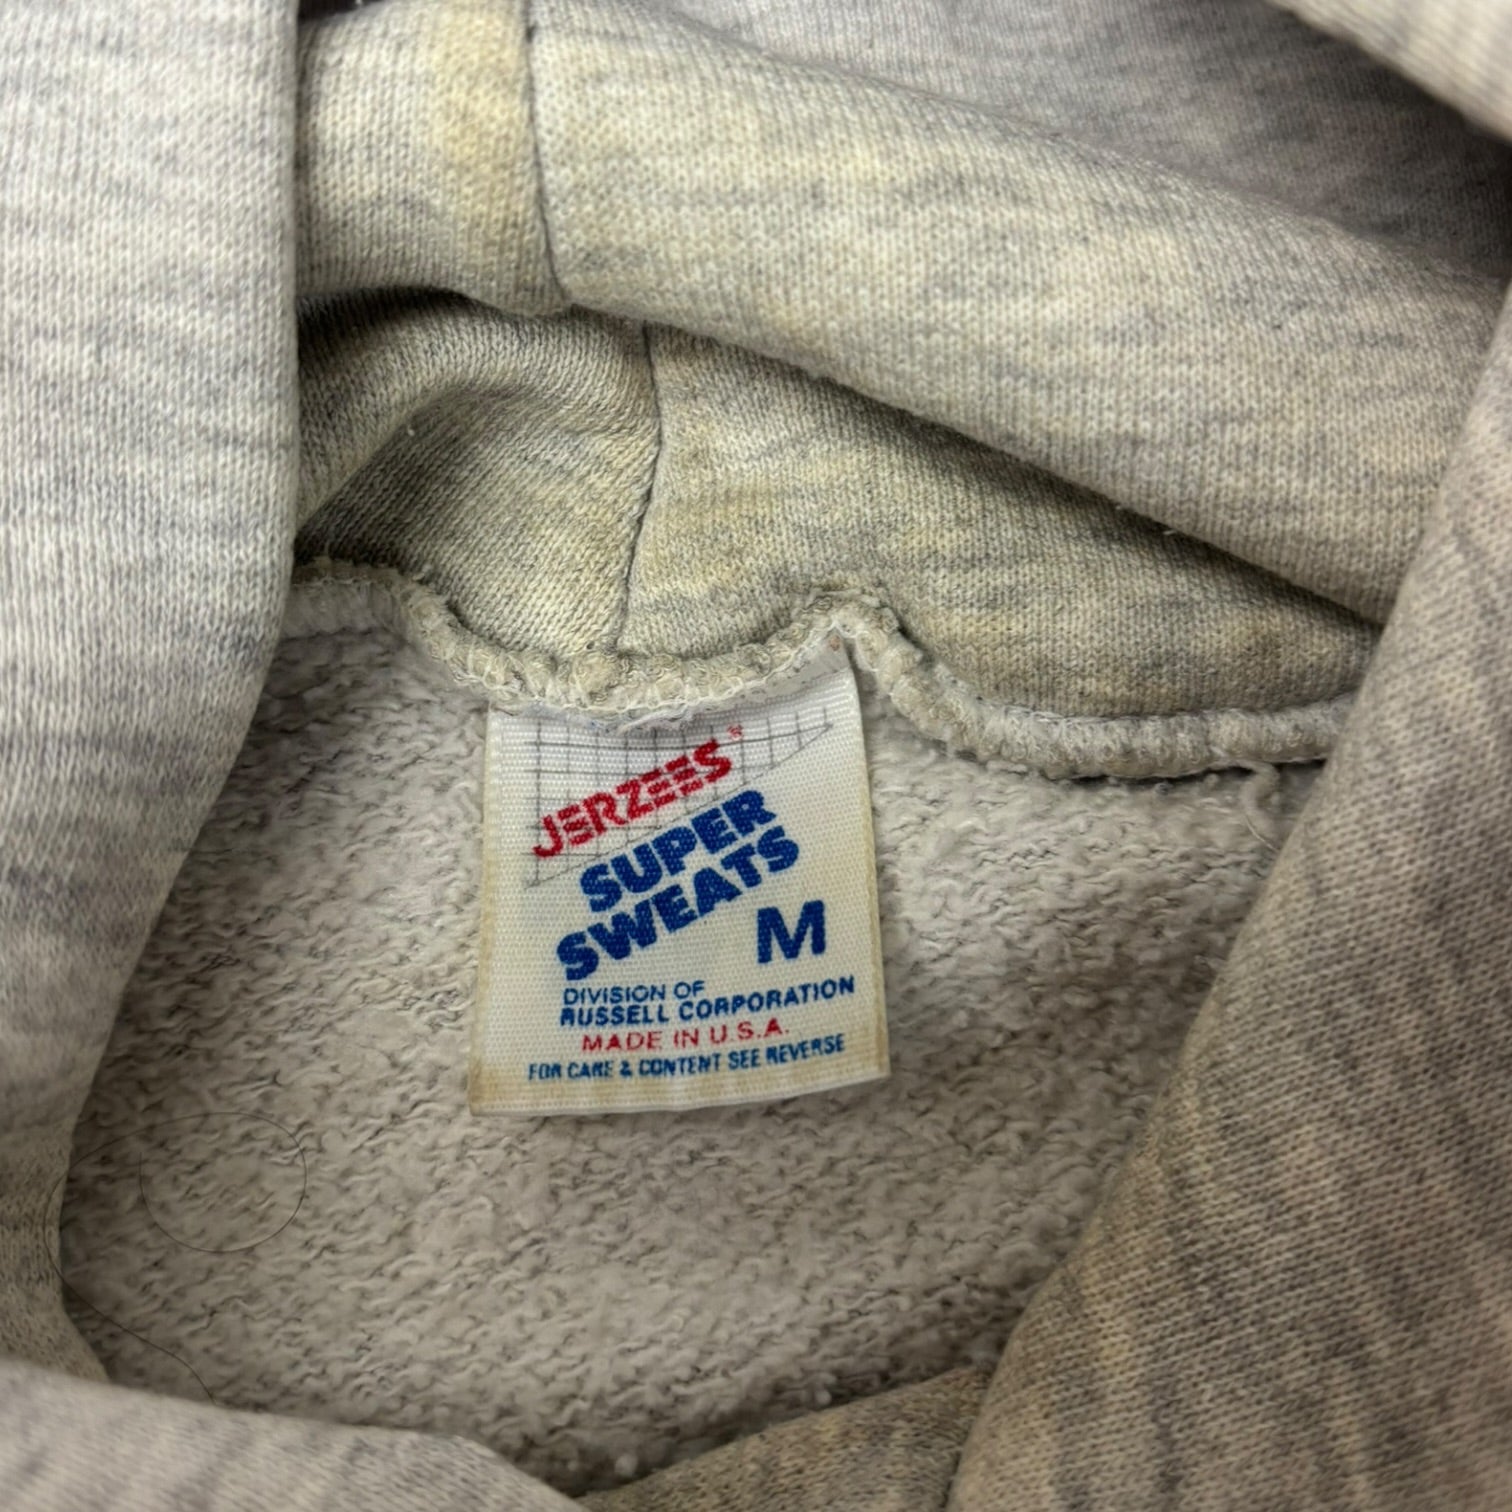 JERZEES
SUPER
SWEATS
M
DIVISION OF
RUSSELL CORPORATION
MADE IN U.S.A.
FOR CARE & CONTENT SEE REVERSE